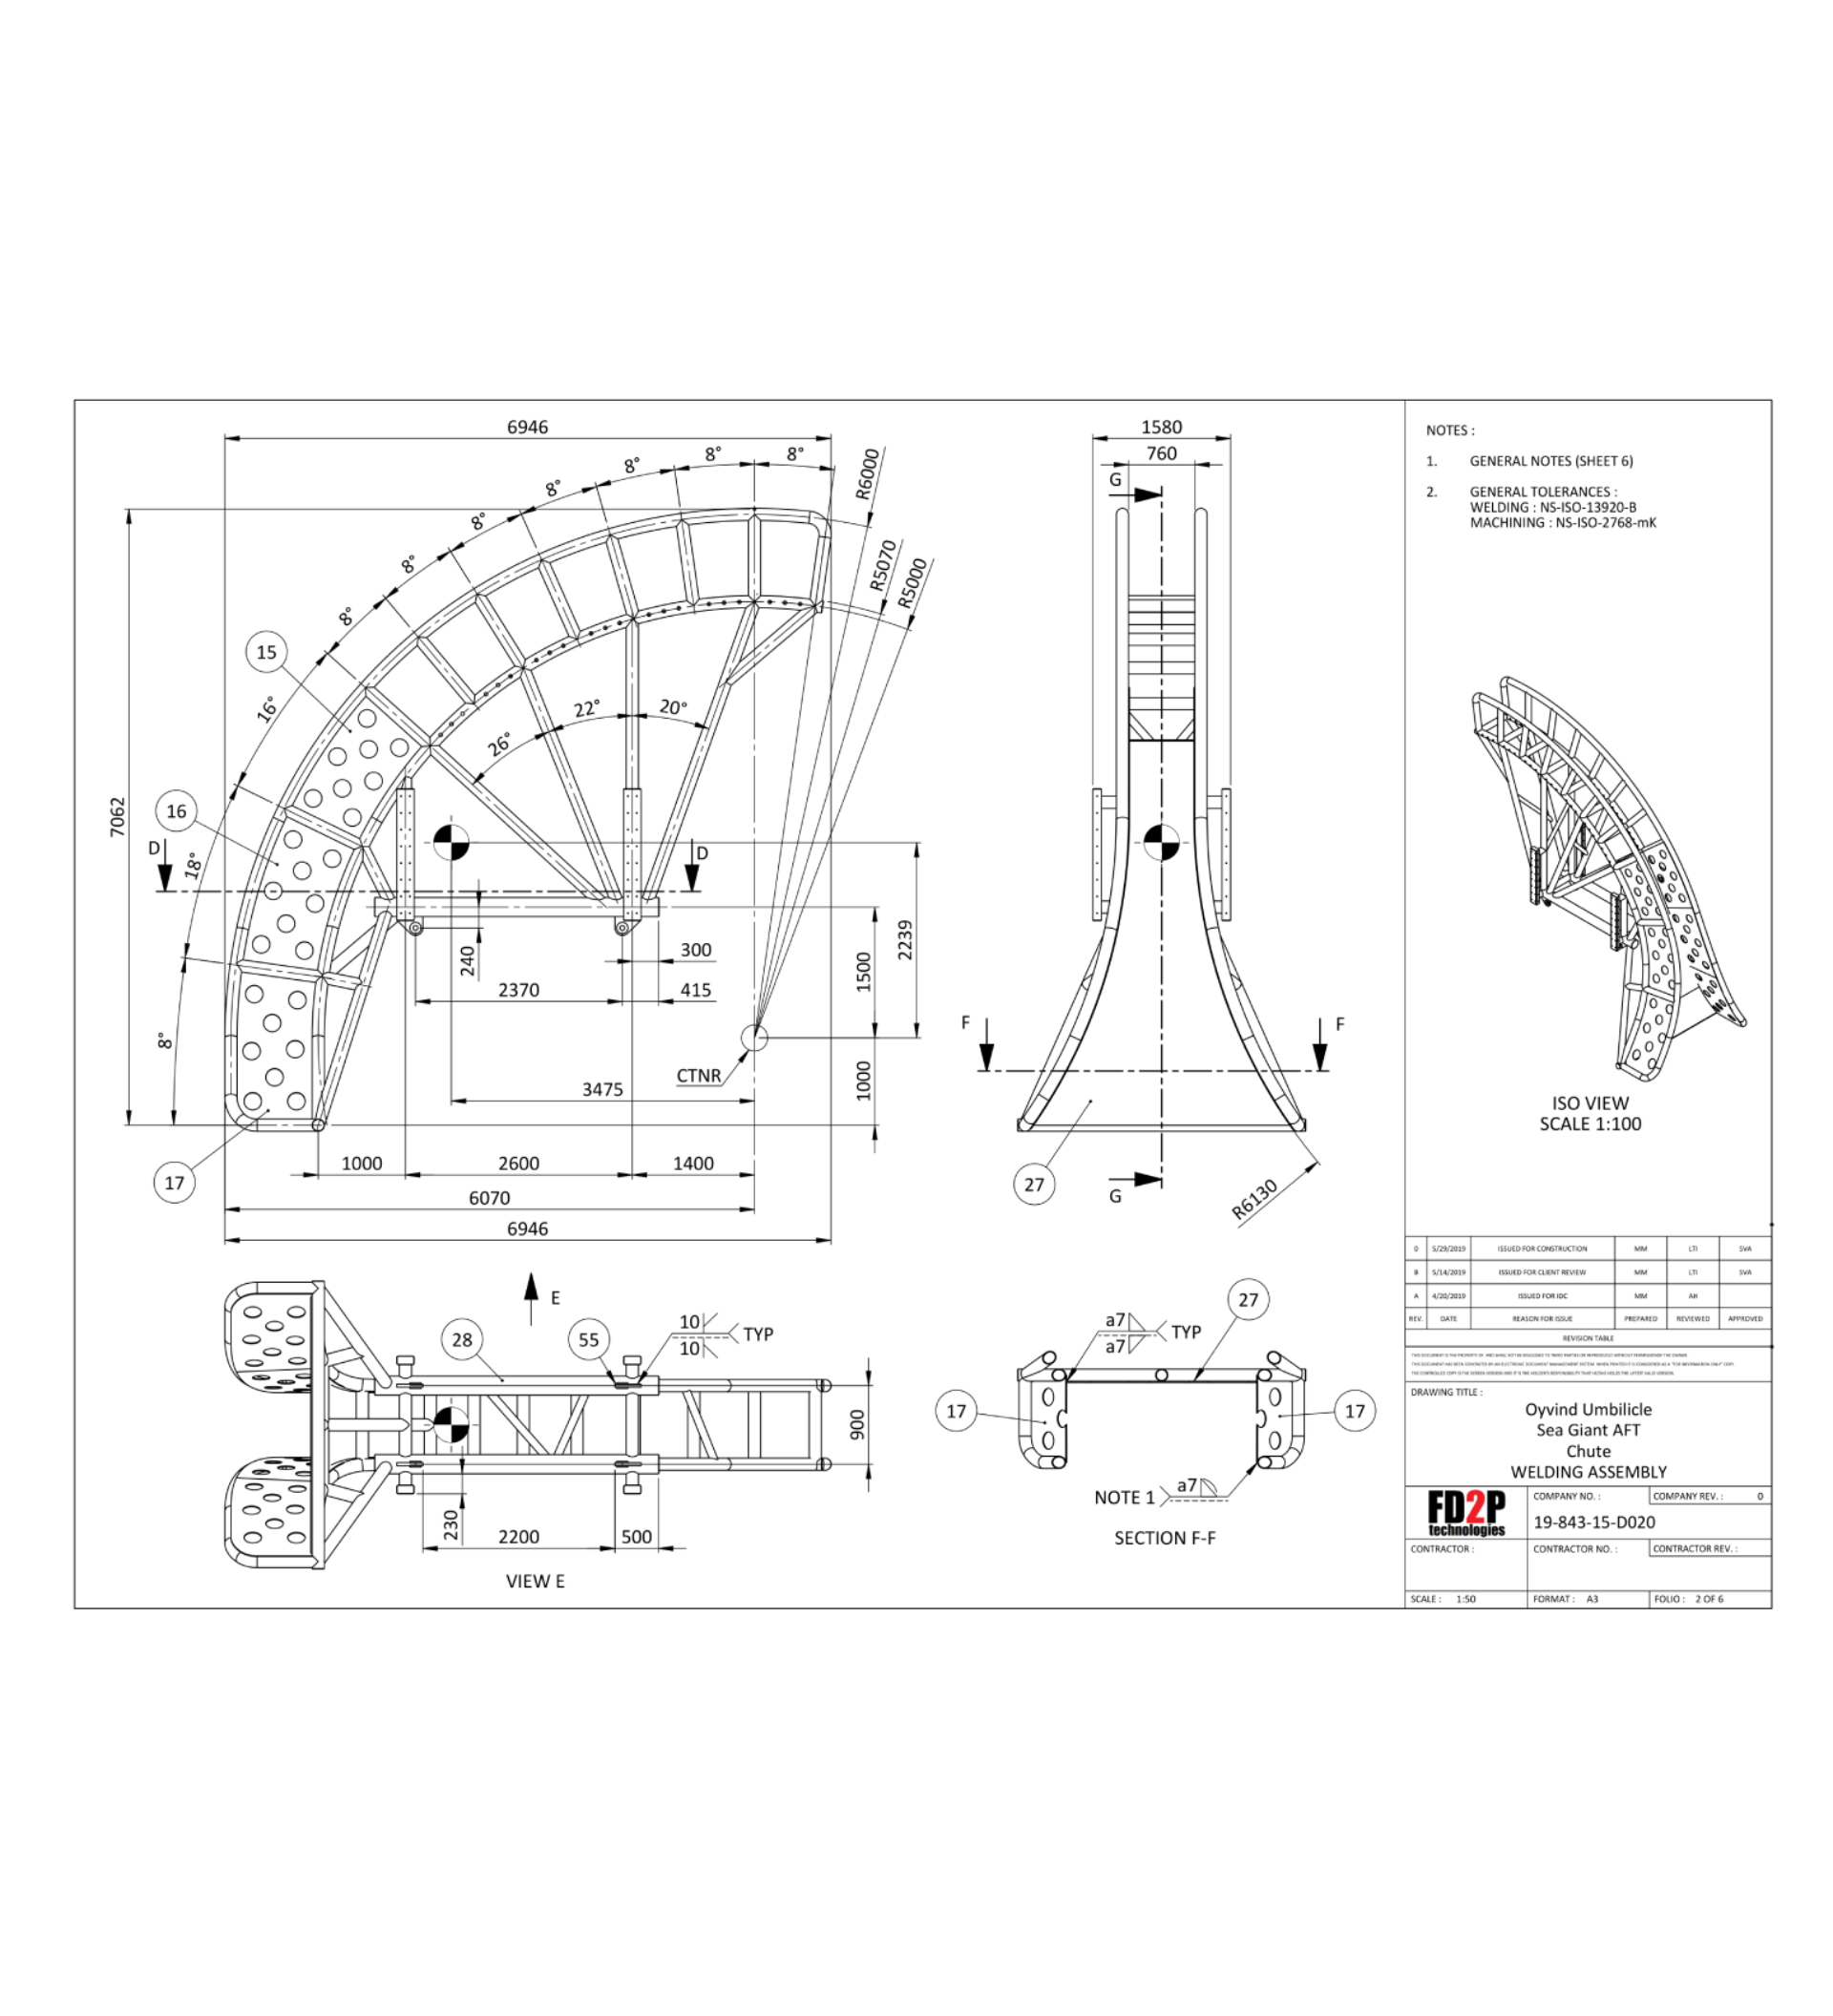 6946
8°
8°
8°
8°
8°
8°
8°
16°
18°
8°
R6000
R5070
R5000
15
16
17
22°
20°
26°
7062
D
D
240
300
415
2370
2239
1500
1000
CTNR
3475
1000
2600
1400
6070
6946
1580
760
G
F
F
27
G
R6130
NOTES :
1. GENERAL NOTES (SHEET 6)
2. GENERAL TOLERANCES :
WELDING : NS-ISO-13920-B
MACHINING : NS-ISO-2768-mK
ISO VIEW
SCALE 1:100
E
28
55
10
10
TYP
900
230
2200
500
VIEW E
a7
a7
TYP
27
17
17
NOTE 1
a7
SECTION F-F
0 5/29/2019 ISSUED FOR CONSTRUCTION MM LTI SVA
B 5/14/2019 ISSUED FOR CLIENT REVIEW MM LTI SVA
A 4/20/2019 ISSUED FOR IDC MM AH
REV. DATE REASON FOR ISSUE PREPARED REVIEWED APPROVED
REVISION TABLE
DRAWING TITLE :
Oyvind Umbilicle
Sea Giant AFT
Chute
WELDING ASSEMBLY
FD2P
technologies
COMPANY NO. :
COMPANY REV. : 0
19-843-15-D020
CONTRACTOR :
CONTRACTOR NO. :
CONTRACTOR REV. :
SCALE : 1:50
FORMAT : A3
FOLIO : 2 OF 6